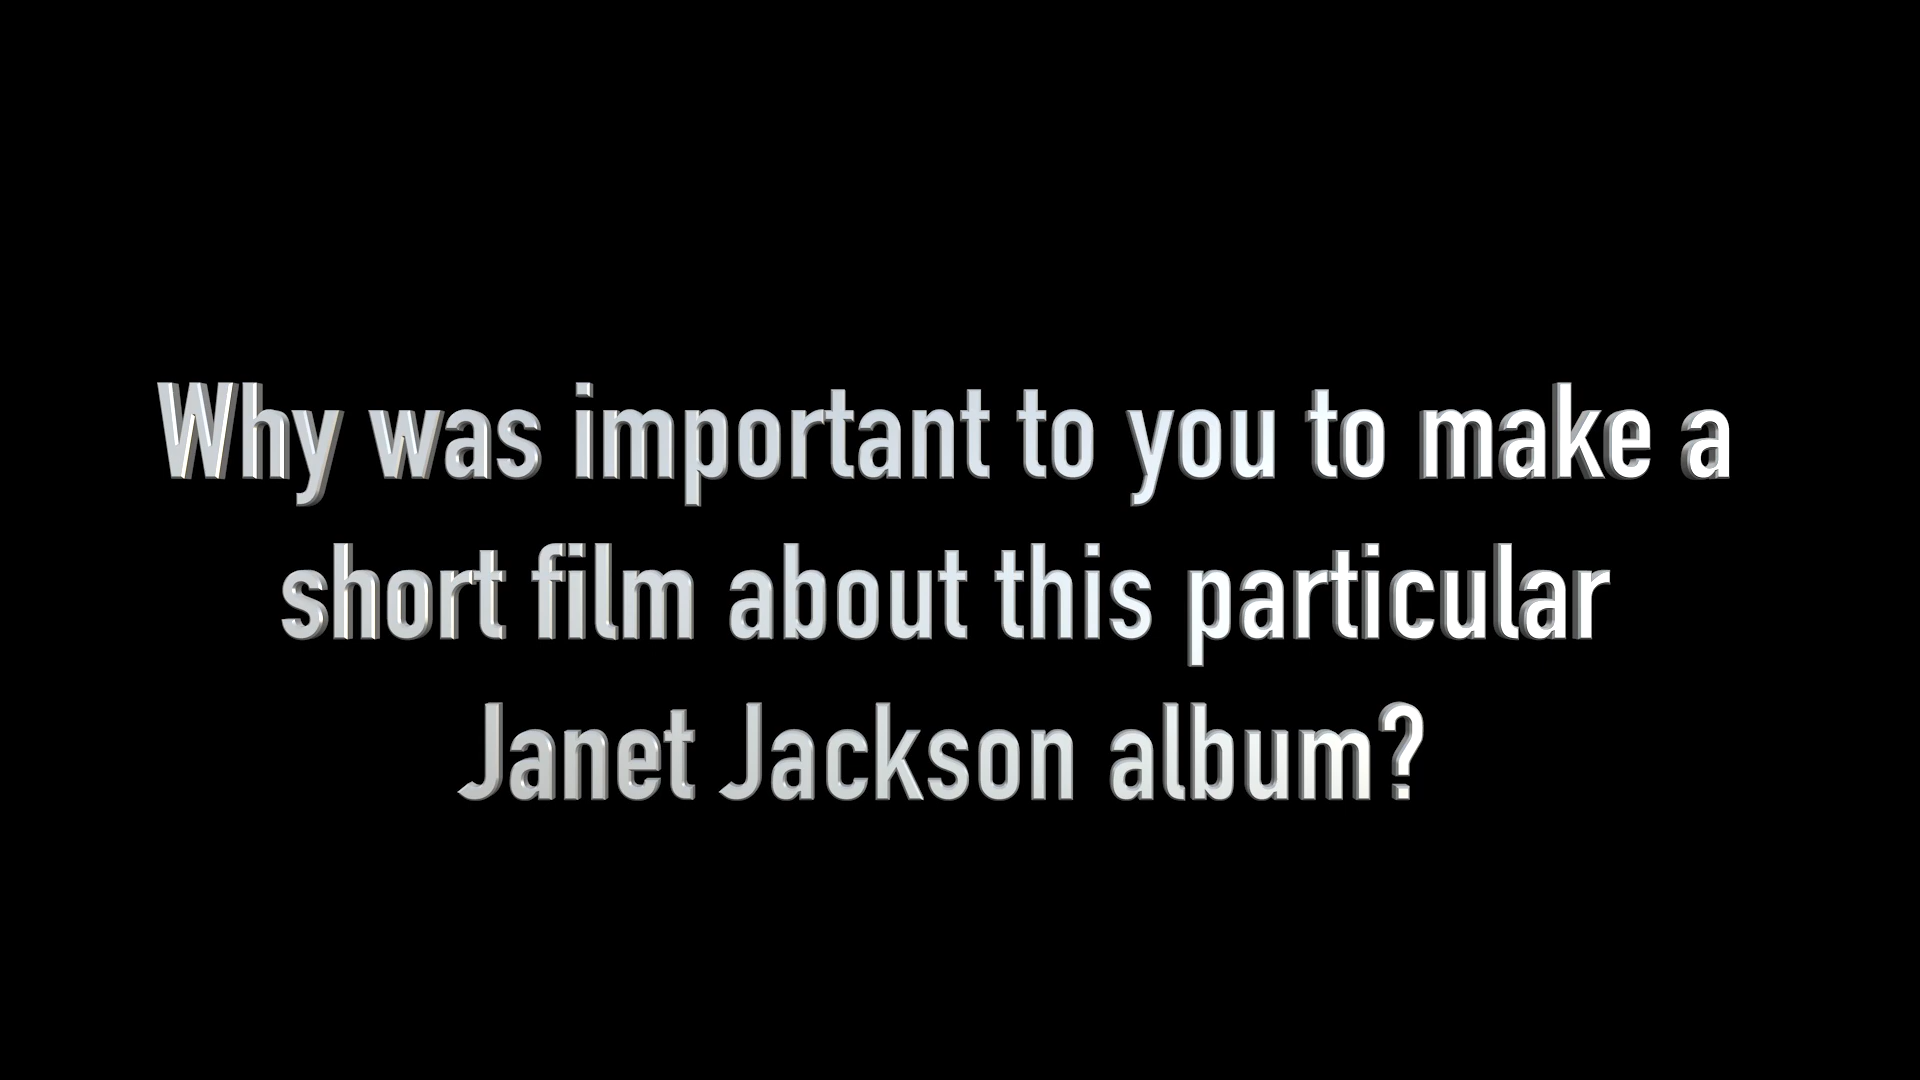 Why was important to you to make a
short film about this particular
Janet Jackson album?